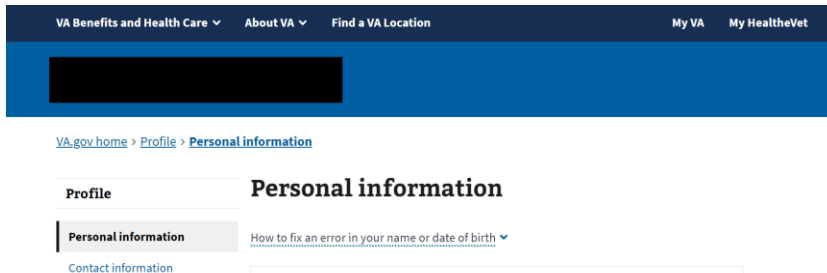 VA Benefits and Health Care About VA Find a VA Location My VA My HealtheVet
VA.gov home > Profile > Personal information
Profile
Personal information
How to fix an error in your name or date of birth
Personal information
Contact information